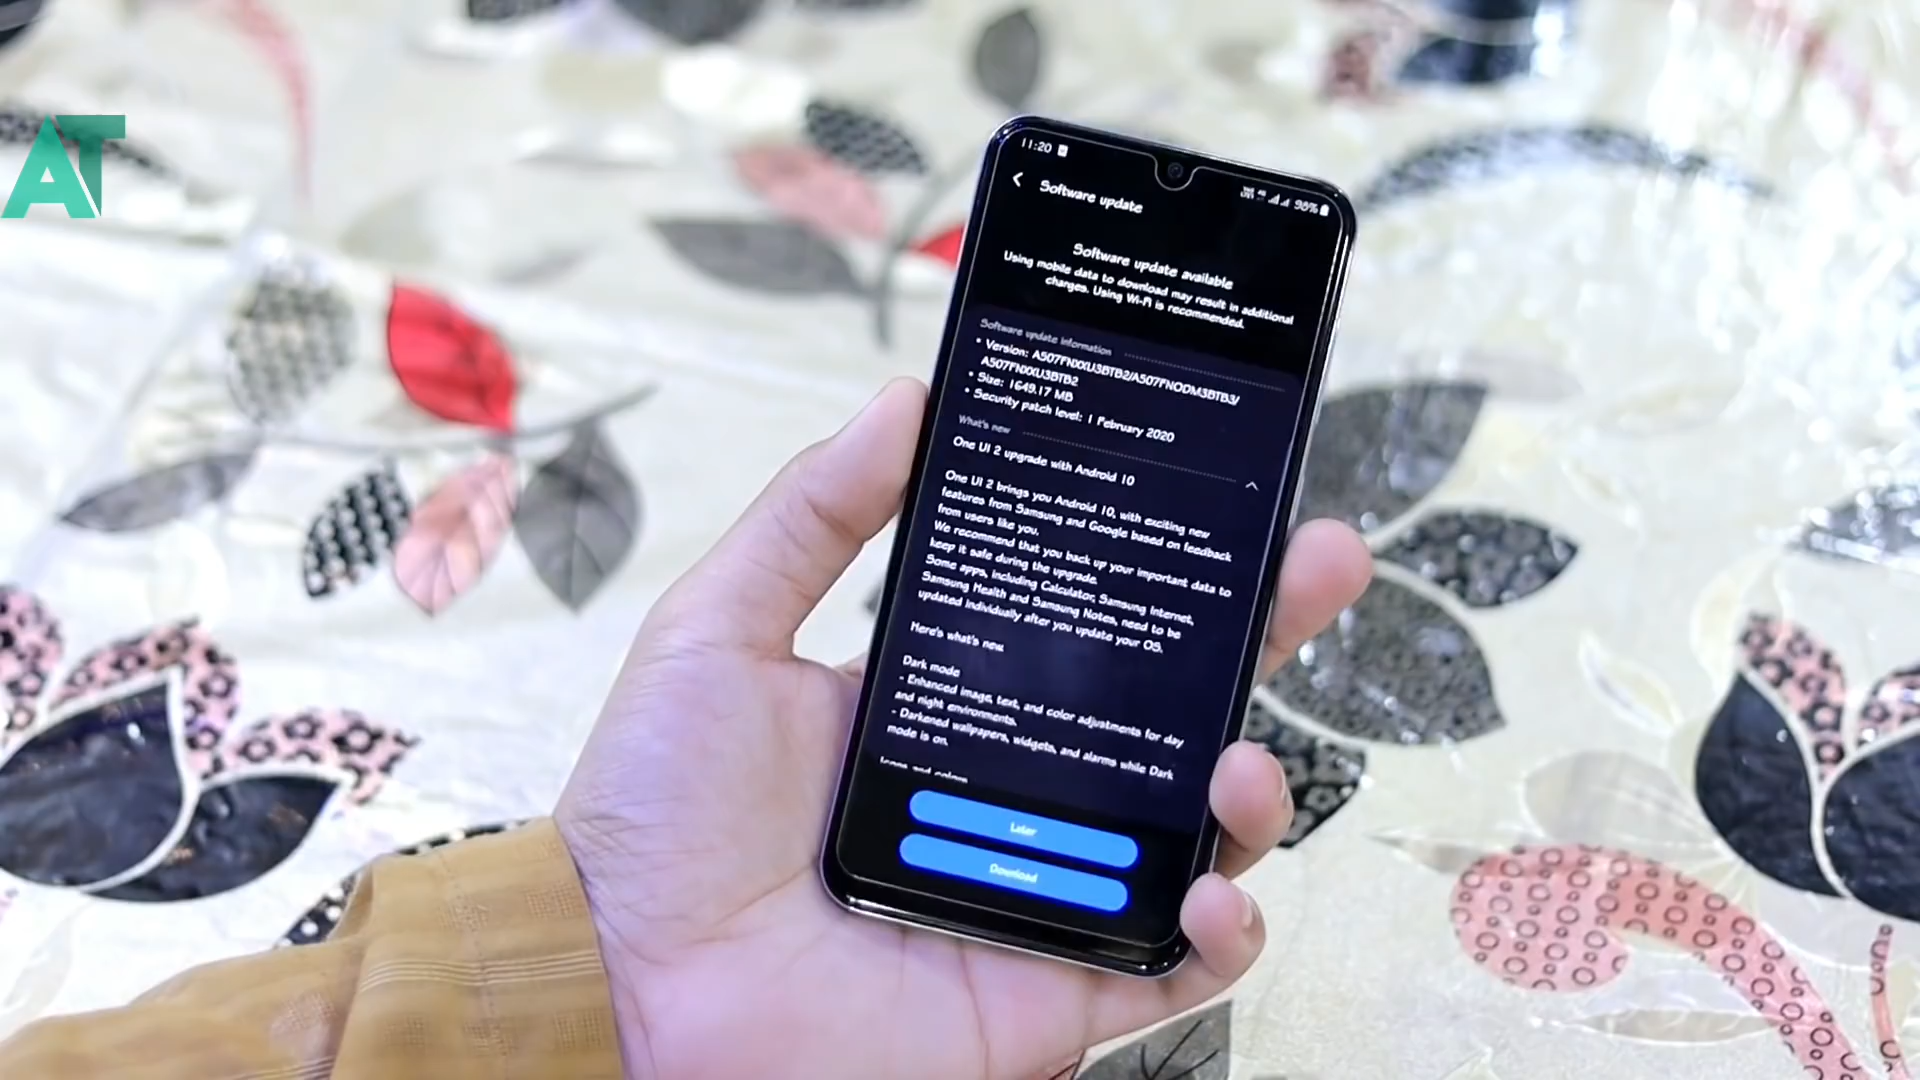 AT
11:20
98%
Software update
Software update available
Using mobile data to download may result in additional
charges. Using Wi-Fi is recommended.
Software update information
• Version: A507FNXXU3BTB2/A507FNODM3BTB3/
A507FNXXU3BTB2
• Size: 1649.17 MB
• Security patch level: 1 February 2020
What's new
One UI 2 upgrade with Android 10
One UI 2 brings you Android 10, with exciting new
features from Samsung and Google based on feedback
from users like you.
We recommend that you back up your important data to
keep it safe during the upgrade.
Some apps, including Calculator, Samsung Internet,
Samsung Health and Samsung Notes, need to be
updated individually after you update your OS.
Here's what's new.
Dark mode
- Enhanced image, text, and color adjustments for day
and night environments.
- Darkened wallpapers, widgets, and alarms while Dark
mode is on.
Icons and colors
Later
Download